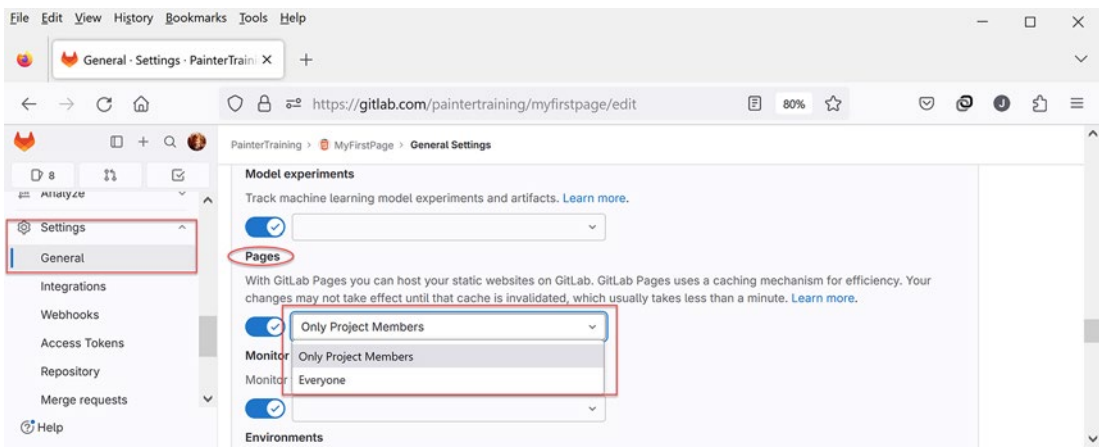 File Edit View History Bookmarks Tools Help
General · Settings · PainterTraini
https://gitlab.com/paintertraining/myfirstpage/edit
80%
J
PainterTraining > MyFirstPage > General Settings
8
Analyze
Settings
General
Integrations
Webhooks
Access Tokens
Repository
Merge requests
Help
Model experiments
Track machine learning model experiments and artifacts. Learn more.
Pages
With GitLab Pages you can host your static websites on GitLab. GitLab Pages uses a caching mechanism for efficiency. Your
changes may not take effect until that cache is invalidated, which usually takes less than a minute. Learn more.
Only Project Members
Monitor
Only Project Members
Monitor
Everyone
Environments